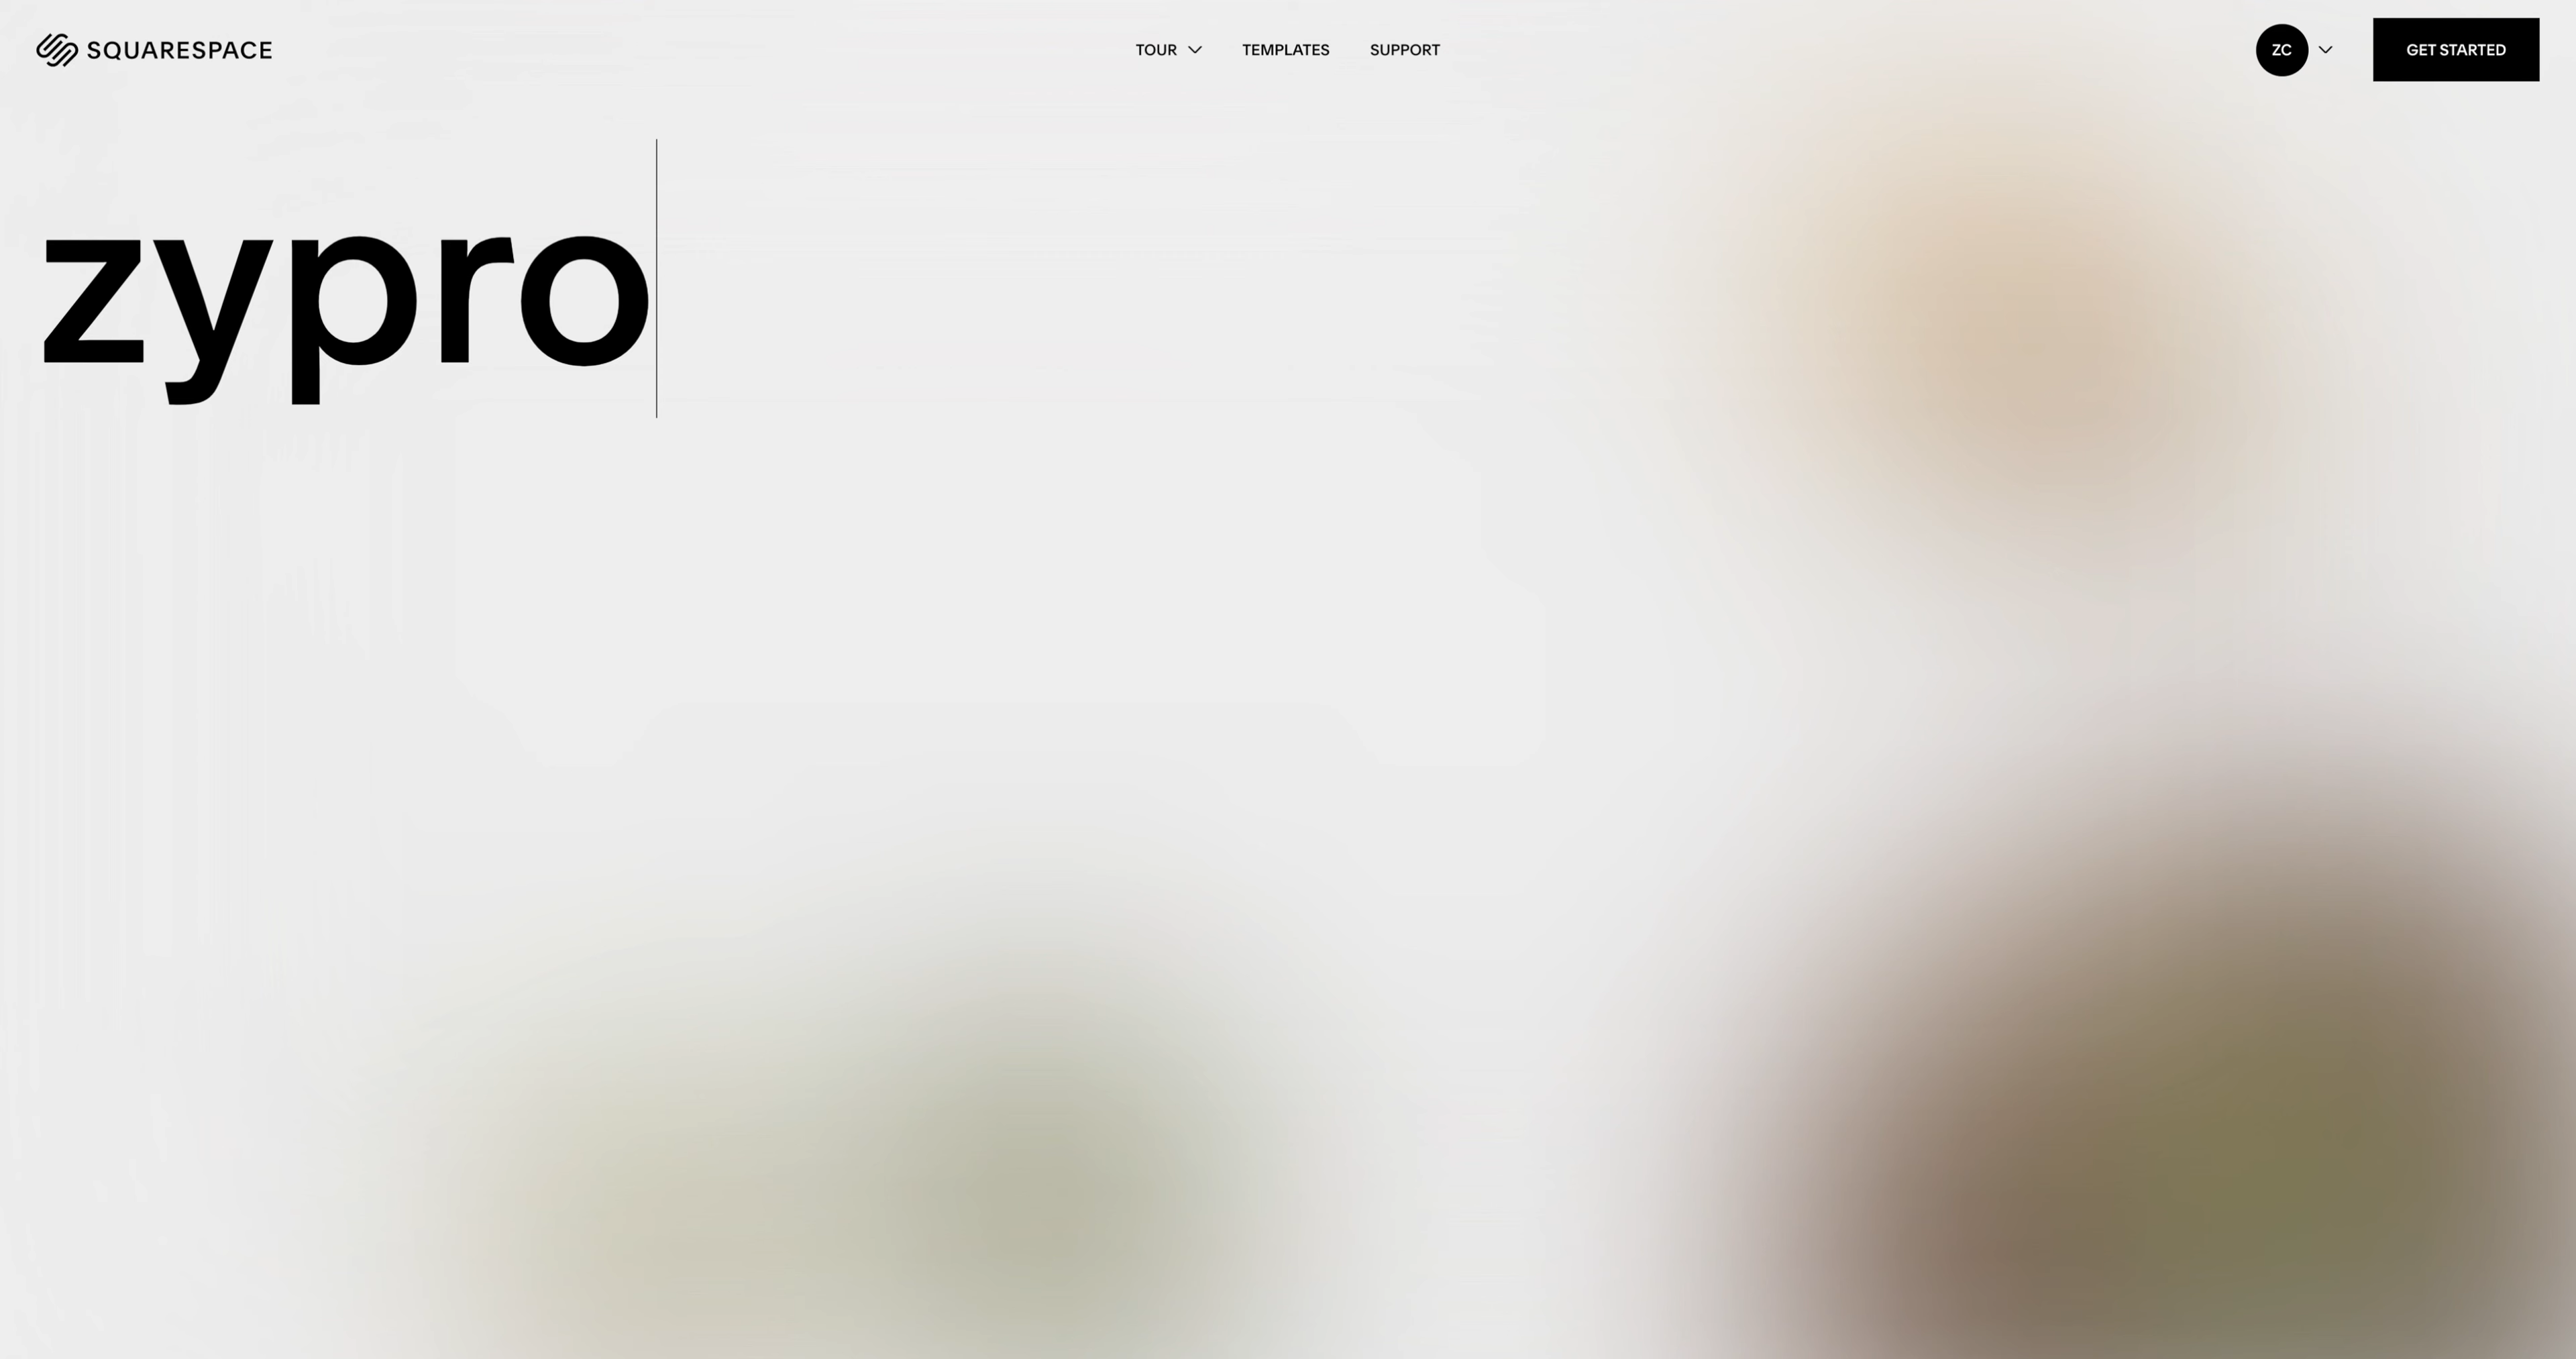 SQUARESPACE
TOUR
TEMPLATES
SUPPORT
ZC
GET STARTED
zypro